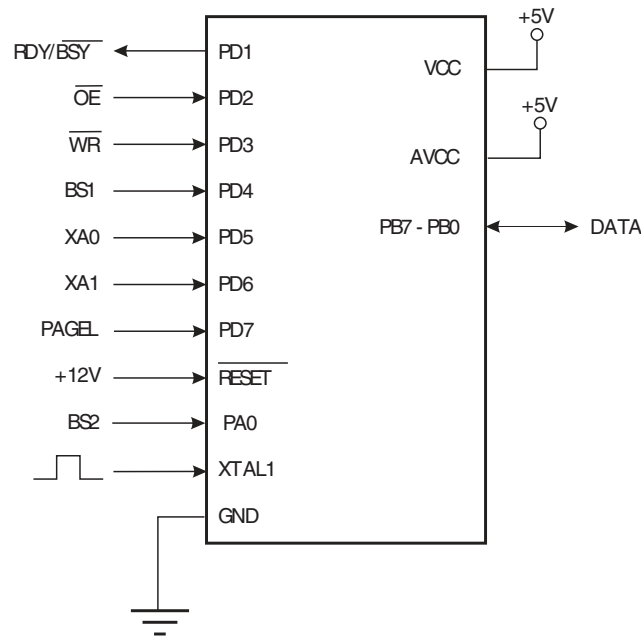 +5V
RDY/BSY PD1
VCC
OE PD2
+5V
WR PD3
AVCC
BS1 PD4
XA0 PD5
PB7 - PB0 DATA
XA1 PD6
PAGEL PD7
+12V RESET
BS2 PA0
XTAL1
GND